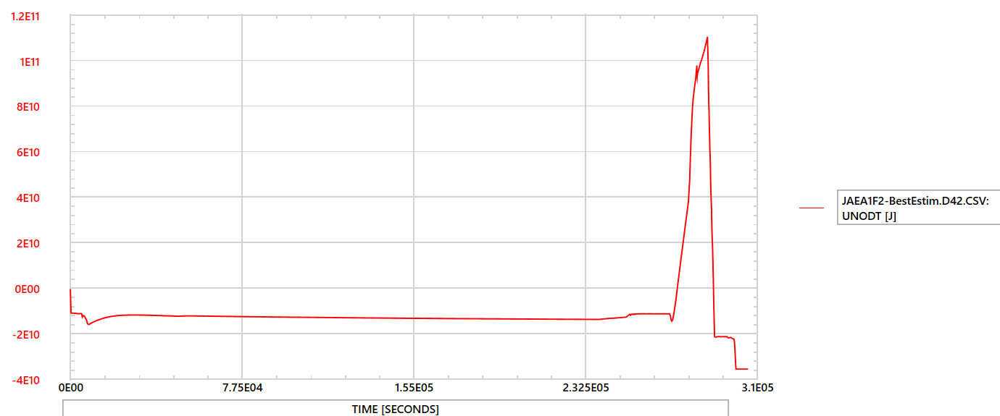 1.2E11
1E11
8E10
6E10
4E10
2E10
0E00
-2E10
-4E10
0E00 7.75E04 1.55E05 2.325E05 3.1E05
TIME [SECONDS]
JAEA1F2-BestEstim.D42.CSV:
UNODT [J]